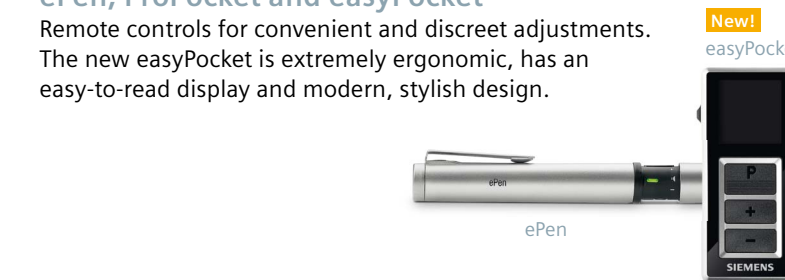 ePen, ProPocket and easyPocket
Remote controls for convenient and discreet adjustments.
The new easyPocket is extremely ergonomic, has an
easy-to-read display and modern, stylish design.
New!
easyPock
ePen
P
+
-
SIEMENS
ePen